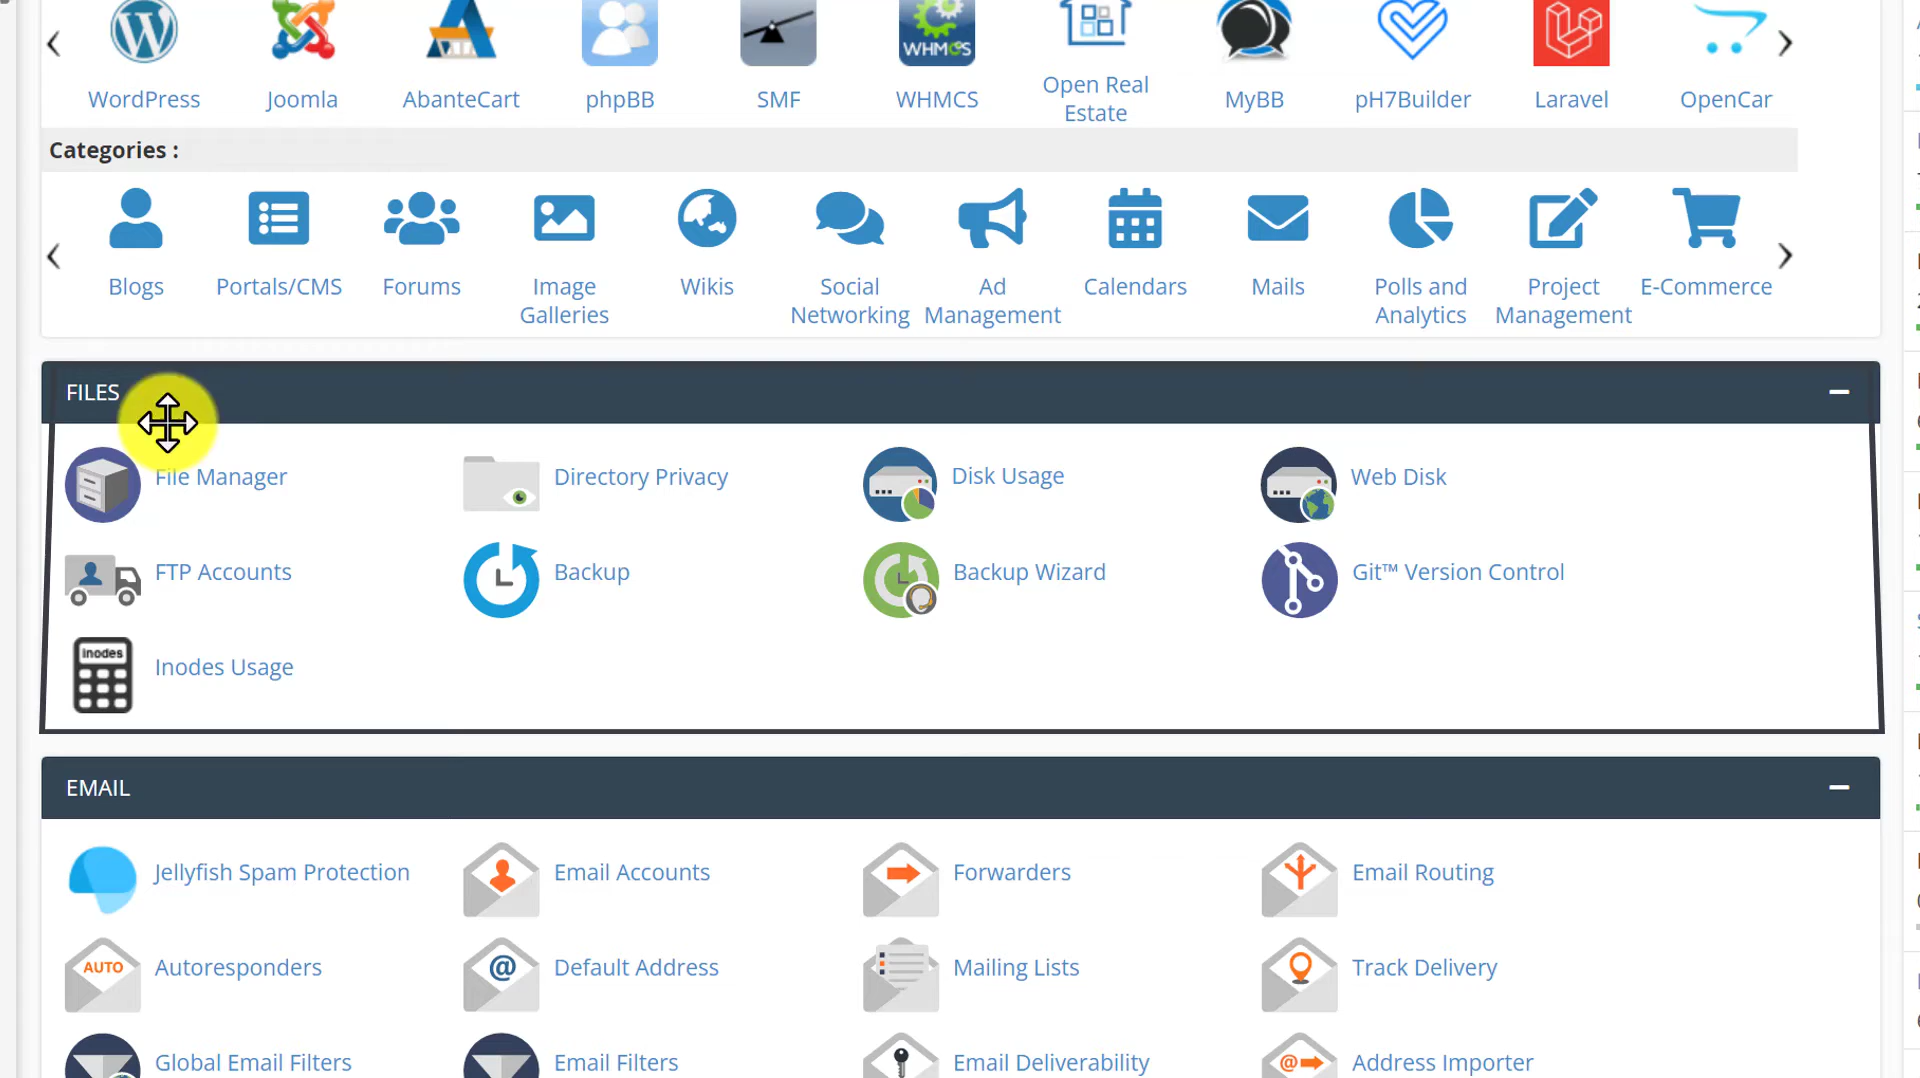 WHMCS
WordPress
Joomla
AbanteCart
phpBB
SMF
WHMCS
Open Real
Estate
MyBB
pH7Builder
Laravel
OpenCar
Categories :
Blogs
Portals/CMS
Forums
Image
Galleries
Wikis
Social
Networking
Ad
Management
Calendars
Mails
Polls and
Analytics
Project
Management
E-Commerce
FILES
File Manager
Directory Privacy
Disk Usage
Web Disk
FTP Accounts
Backup
Backup Wizard
Git™ Version Control
inodes
Inodes Usage
EMAIL
Jellyfish Spam Protection
Email Accounts
Forwarders
Email Routing
AUTO
Autoresponders
@
Default Address
Mailing Lists
Track Delivery
Global Email Filters
Email Filters
Email Deliverability
@
Address Importer